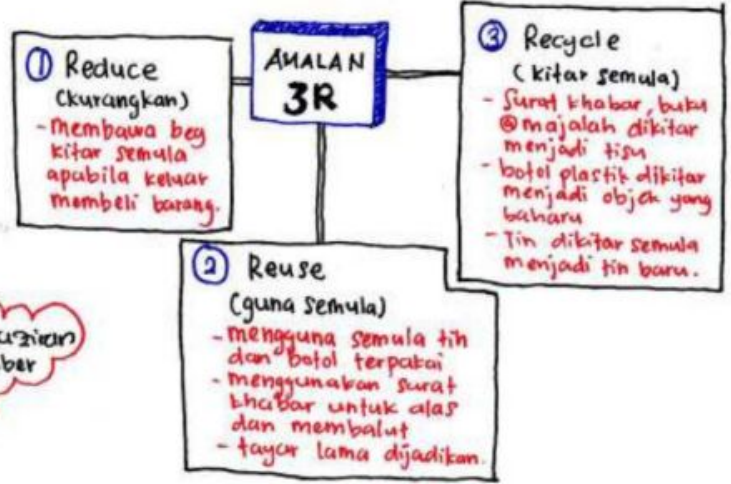 AMALAN
3R
① Reduce
(kurangkan)
- membawa beg
kitar semula
apabila keluar
membeli barang.
② Reuse
(guna semula)
- mengguna semula tin
dan botol terpakai
- menggunakan surat
khabar untuk alas
dan membalut
- tayar lama dijadikan.
③ Recycle
(kitar semula)
- Surat khabar, buku
@ majalah dikitar
menjadi tisu
- botol plastik dikitar
menjadi objek yang
baharu
- Tin dikitar semula
menjadi tin baru.